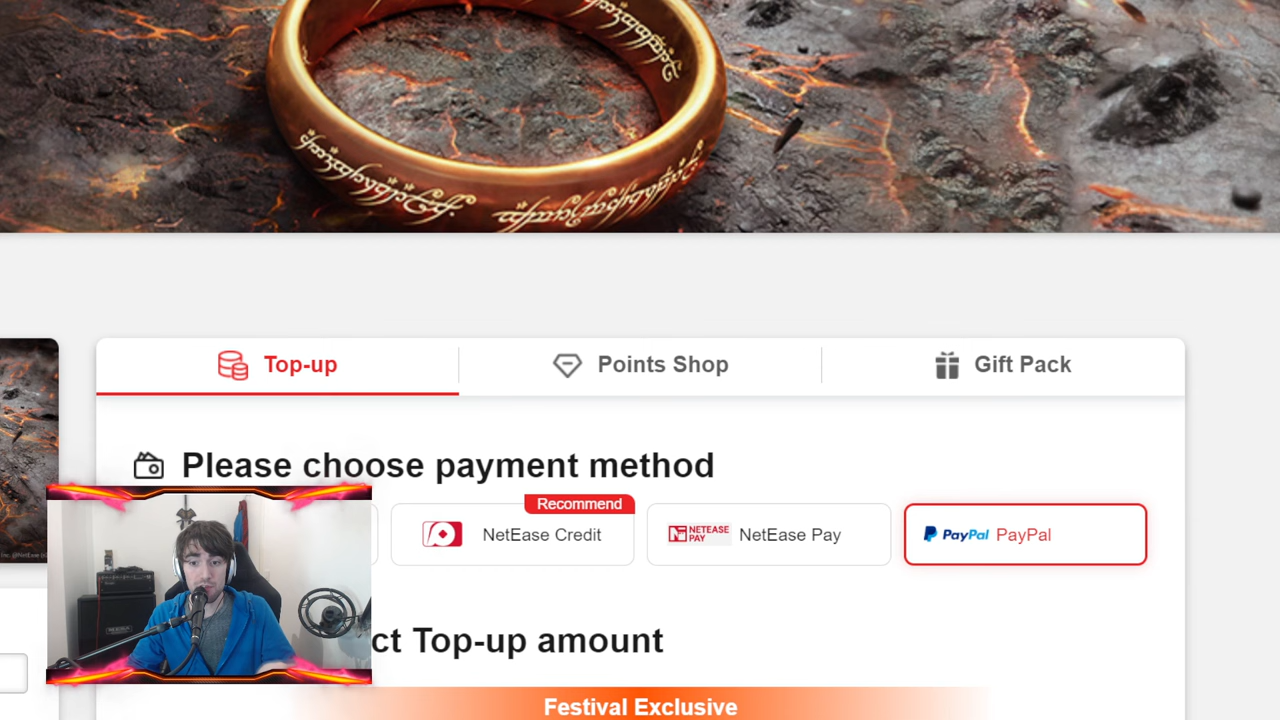 Top-up
Points Shop
Gift Pack
Please choose payment method
Recommend
NetEase Credit
NETEASE PAY
NetEase Pay
PayPal
PayPal
ct Top-up amount
Festival Exclusive